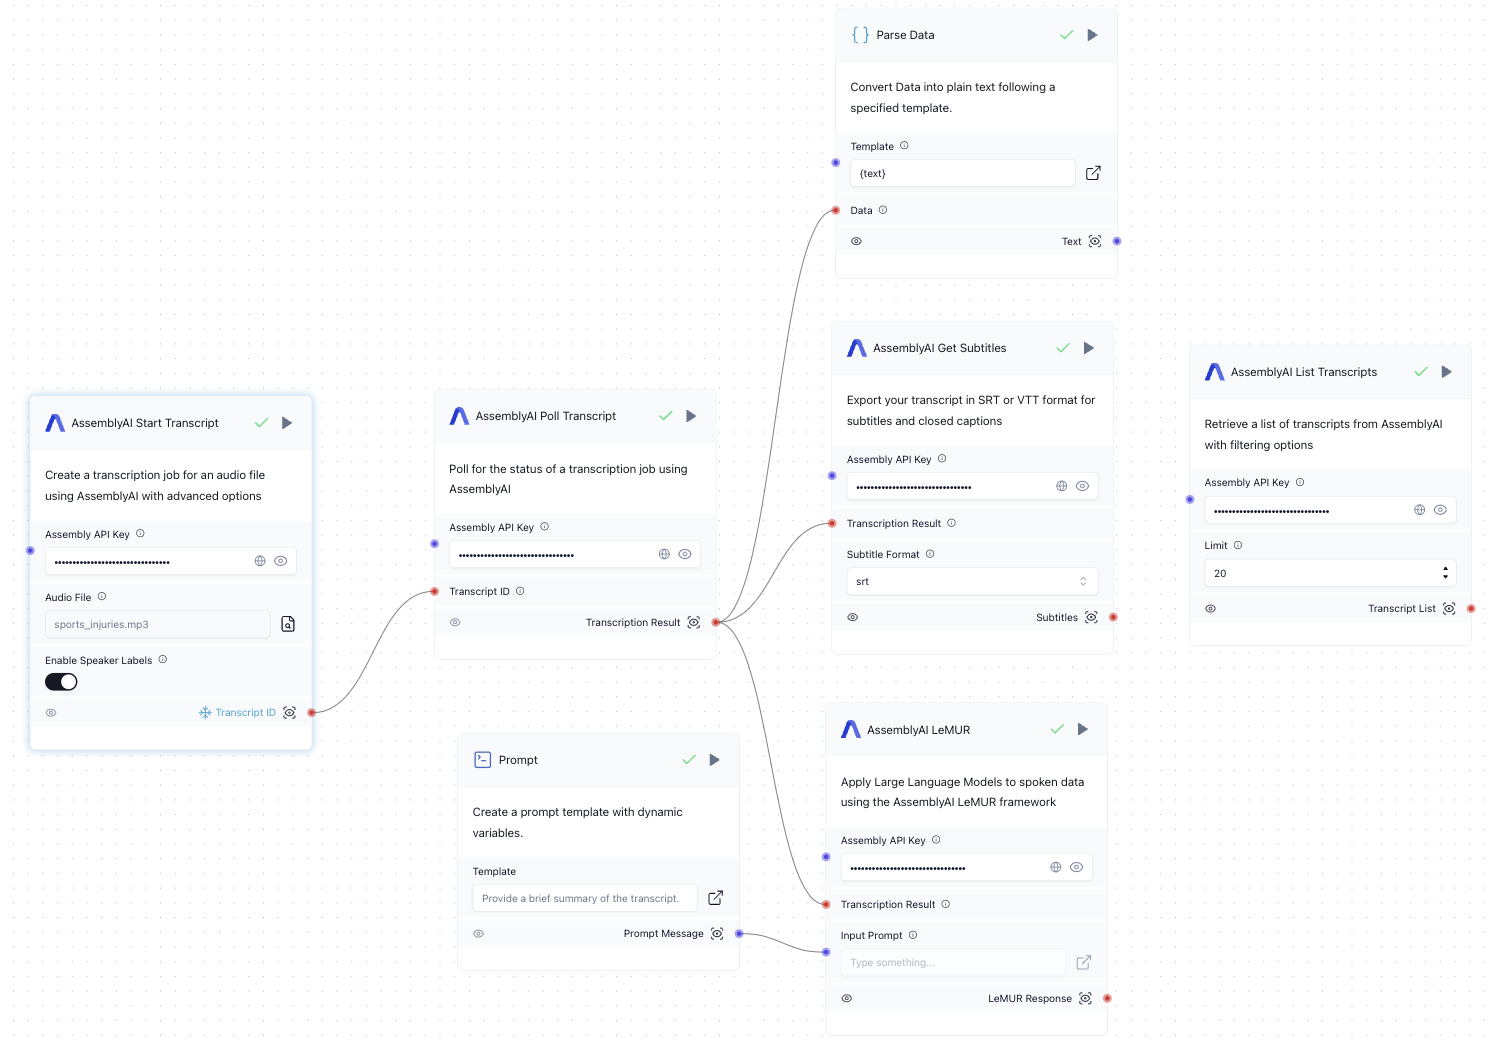 Parse Data
Convert Data into plain text following a
specified template.
Template
{text}
Data
Text
AssemblyAI Get Subtitles
Export your transcript in SRT or VTT format for
subtitles and closed captions
Assembly API Key
••••••••••••••••••••••••••••••••
Transcription Result
Subtitle Format
srt
Subtitles
AssemblyAI List Transcripts
Retrieve a list of transcripts from AssemblyAI
with filtering options
Assembly API Key
••••••••••••••••••••••••••••••••
Limit
20
Transcript List
AssemblyAI Start Transcript
Create a transcription job for an audio file
using AssemblyAI with advanced options
Assembly API Key
••••••••••••••••••••••••••••••••
Audio File
sports_injuries.mp3
Enable Speaker Labels
Transcript ID
AssemblyAI Poll Transcript
Poll for the status of a transcription job using
AssemblyAI
Assembly API Key
••••••••••••••••••••••••••••••••
Transcript ID
Transcription Result
Prompt
Create a prompt template with dynamic
variables.
Template
Provide a brief summary of the transcript.
Prompt Message
AssemblyAI LeMUR
Apply Large Language Models to spoken data
using the AssemblyAI LeMUR framework
Assembly API Key
••••••••••••••••••••••••••••••••
Transcription Result
Input Prompt
Type something...
LeMUR Response